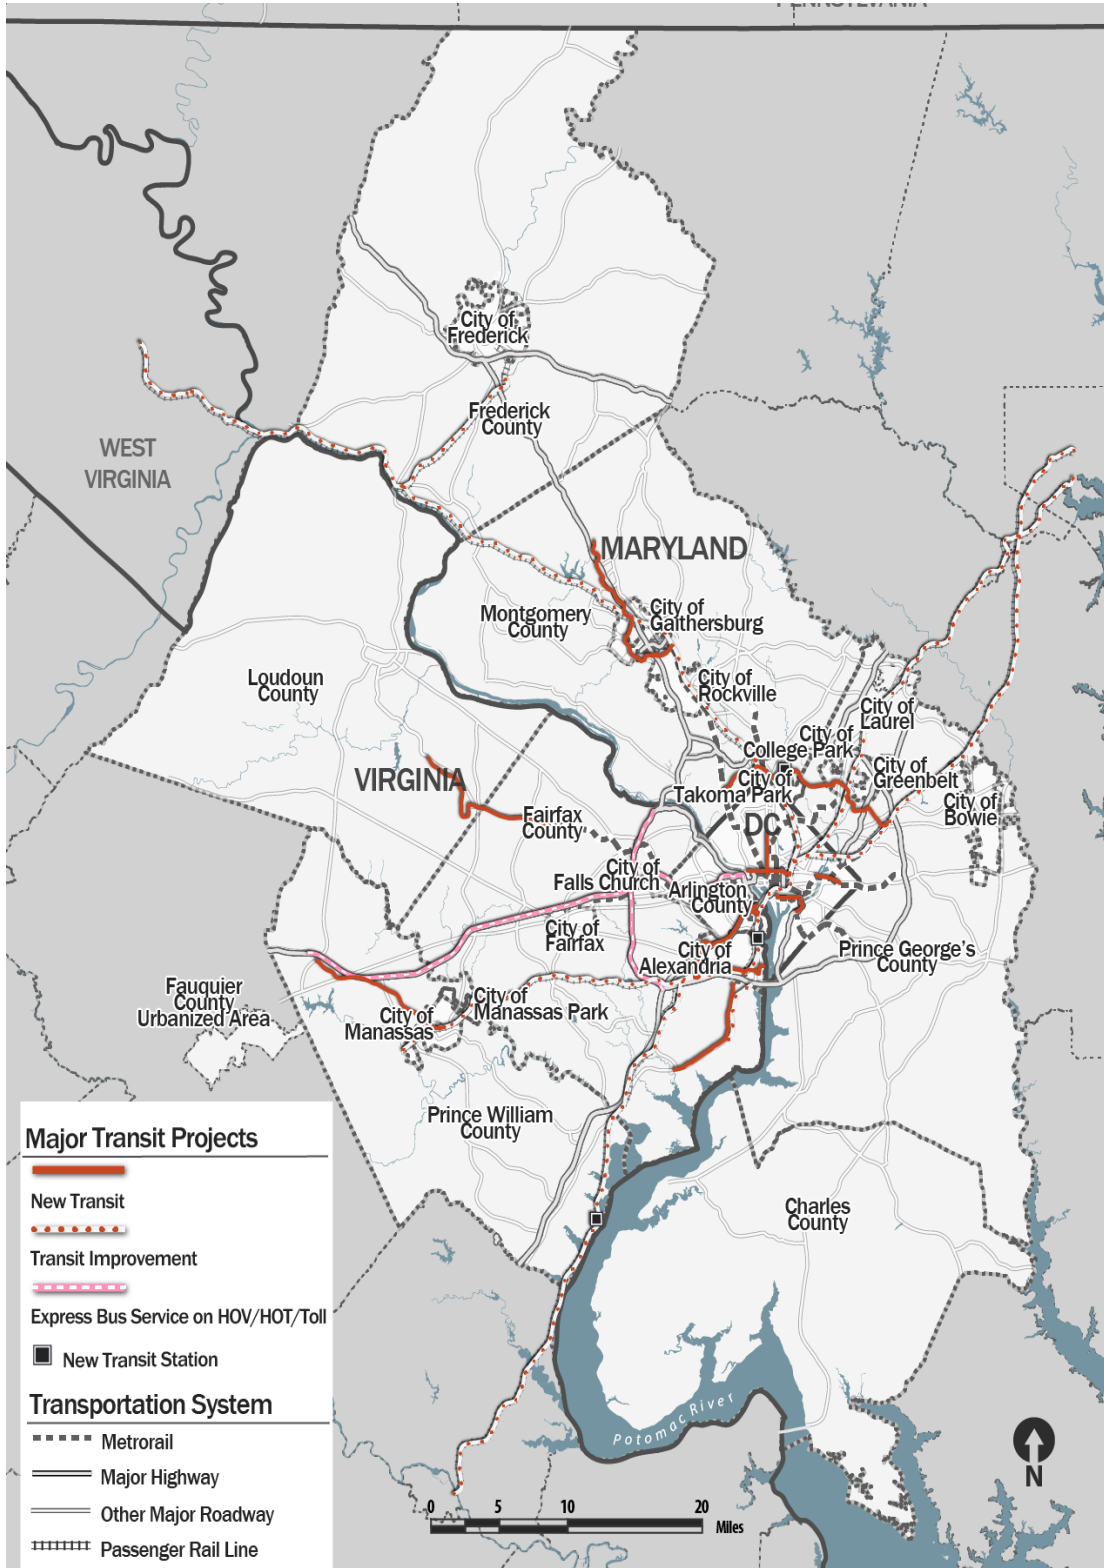 PENNSYLVANIA
City of
Frederick
Frederick
County
WEST
VIRGINIA
MARYLAND
Montgomery
County
City of
Gaithersburg
City of
Rockville
Loudoun
County
City of
Laurel
City of
College Park
City of
Greenbelt
City of
Takoma Park
City of
Bowie
VIRGINIA
Fairfax
County
DC
City of
Falls Church
Arlington
County
City of
Fairfax
City of
Alexandria
Prince George's
County
Fauquier
County
Urbanized Area
City of
Manassas Park
City of
Manassas
Prince William
County
Charles
County
Potomac River
Major Transit Projects
New Transit
Transit Improvement
Express Bus Service on HOV/HOT/Toll
New Transit Station
Transportation System
Metrorail
Major Highway
Other Major Roadway
Passenger Rail Line
0 5 10 20
Miles
N